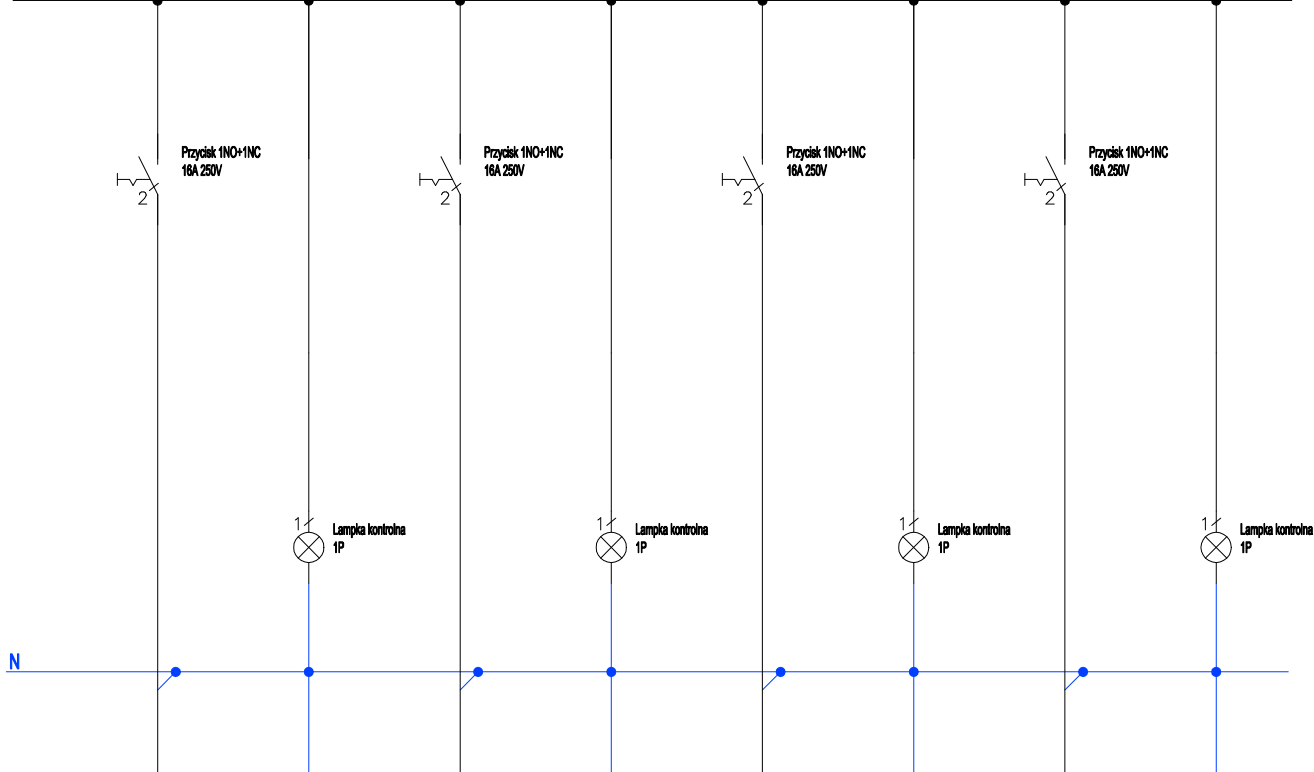 Przycisk 1NO+1NC
16A 250V
2
Przycisk 1NO+1NC
16A 250V
2
Przycisk 1NO+1NC
16A 250V
2
Przycisk 1NO+1NC
16A 250V
2
1
Lampka kontrolna
1P
1
Lampka kontrolna
1P
1
Lampka kontrolna
1P
1
Lampka kontrolna
1P
N